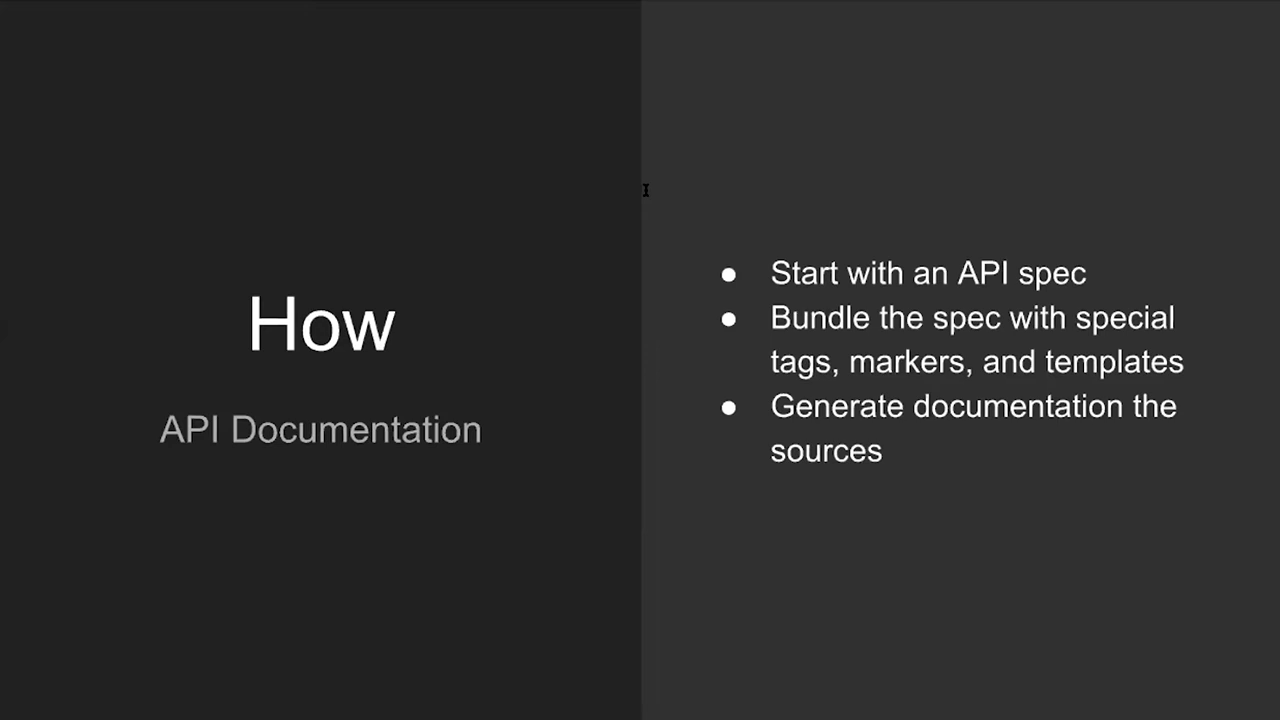 How
API Documentation
● Start with an API spec
● Bundle the spec with special
tags, markers, and templates
● Generate documentation the
sources